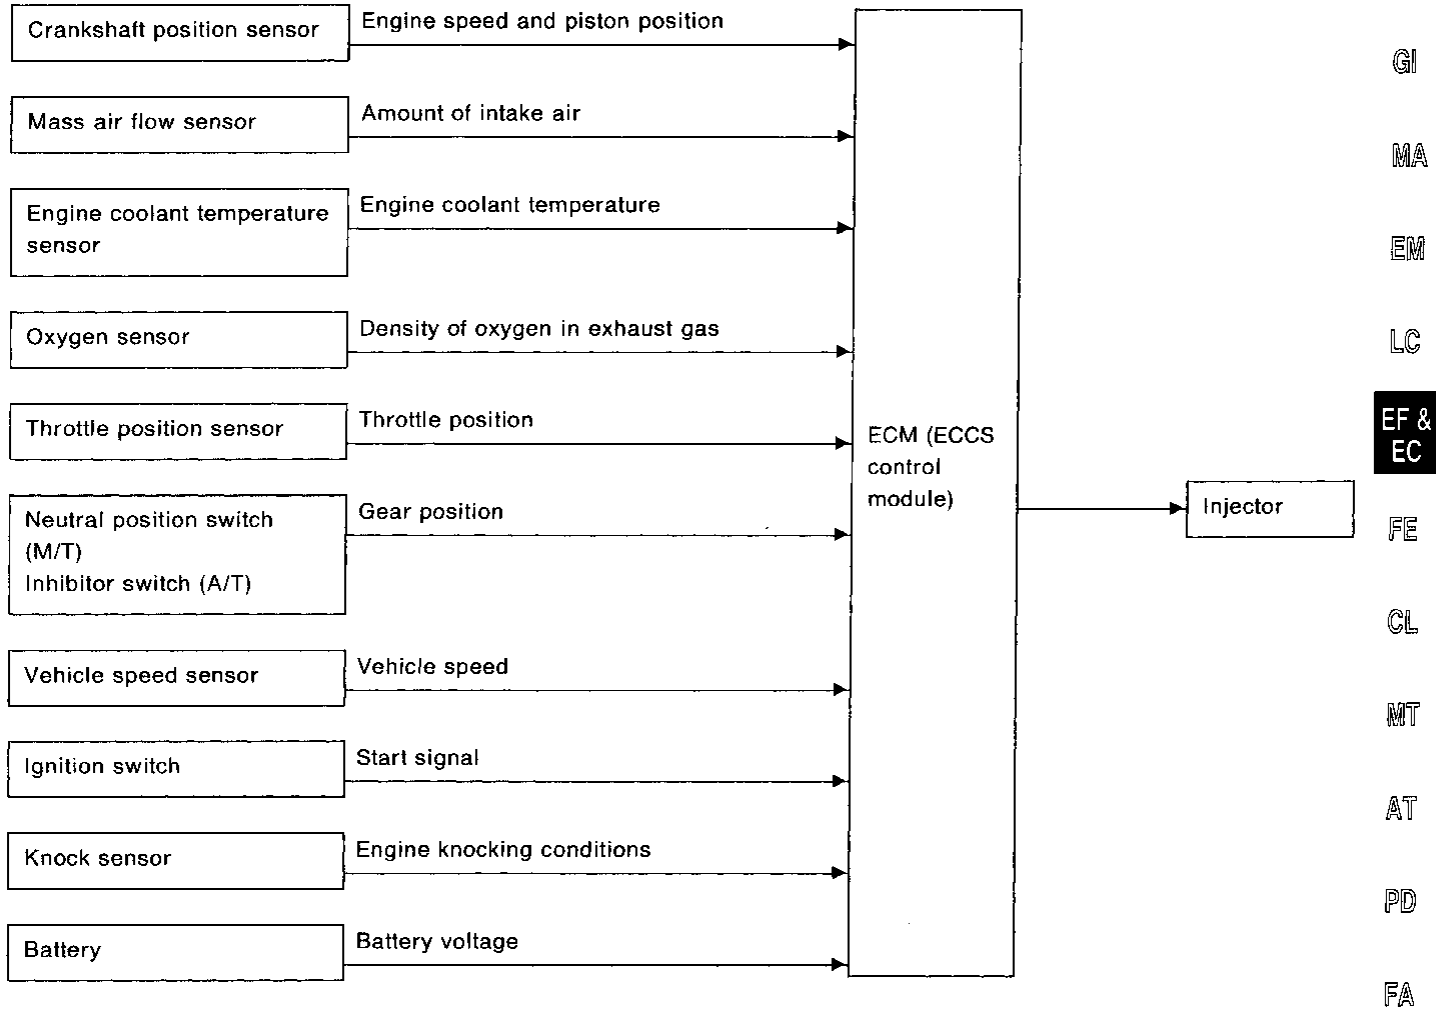 Crankshaft position sensor
Engine speed and piston position
Mass air flow sensor
Amount of intake air
Engine coolant temperature
sensor
Engine coolant temperature
Oxygen sensor
Density of oxygen in exhaust gas
Throttle position sensor
Throttle position
Neutral position switch
(M/T)
Inhibitor switch (A/T)
Gear position
Vehicle speed sensor
Vehicle speed
Ignition switch
Start signal
Knock sensor
Engine knocking conditions
Battery
Battery voltage
ECM (ECCS
control
module)
Injector
GI
MA
EM
LC
EF &
EC
FE
CL
MT
AT
PD
FA